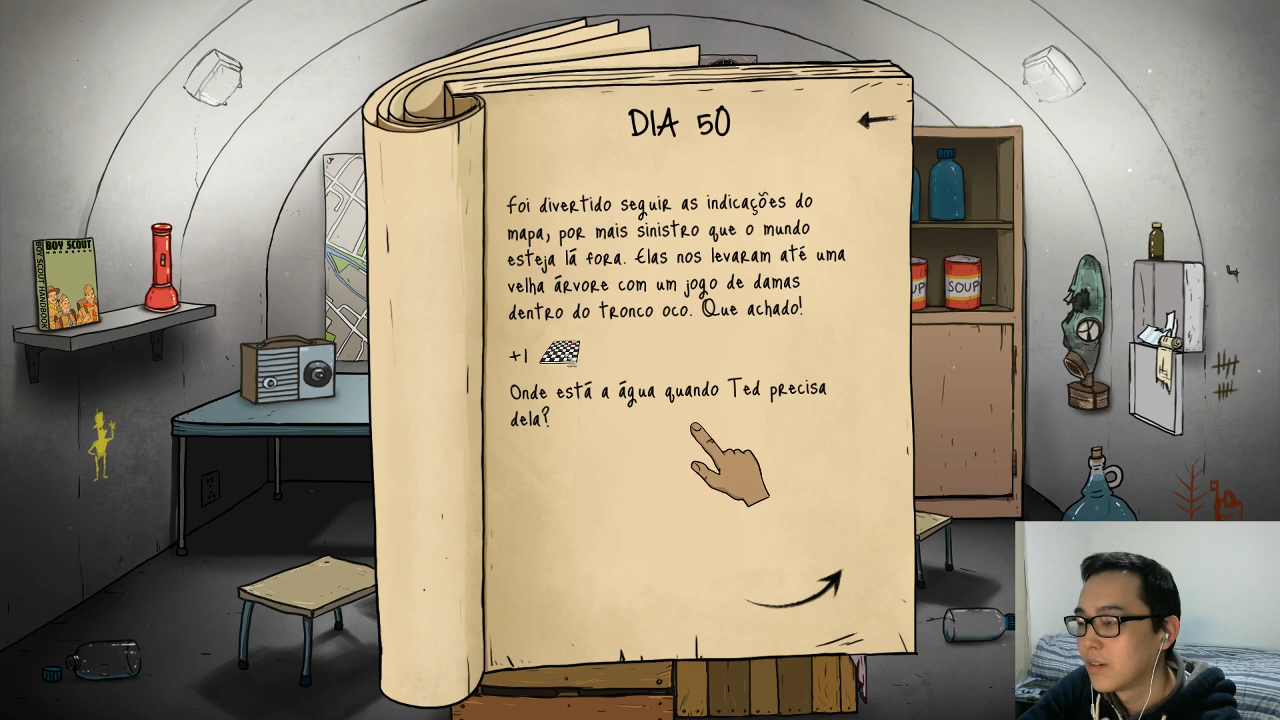 DIA 50
Foi divertido seguir as indicações do
mapa, por mais sinistro que o mundo
esteja lá fora. Elas nos levaram até uma
velha árvore com um jogo de damas
dentro do tronco oco. Que achado!
+1
Onde está a água quando Ted precisa
dela?
BOY SCOUT
HANDBOOK
BOY SCOUT HANDBOOK
UP
SOUP